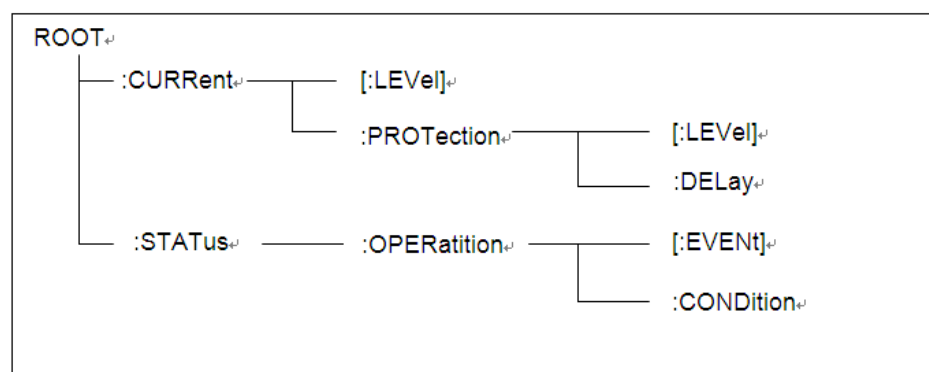 ROOT
:CURRent [:LEVel]
:PROTection [:LEVel]
:DELay
:STATus :OPERatition [:EVENt]
:CONDition